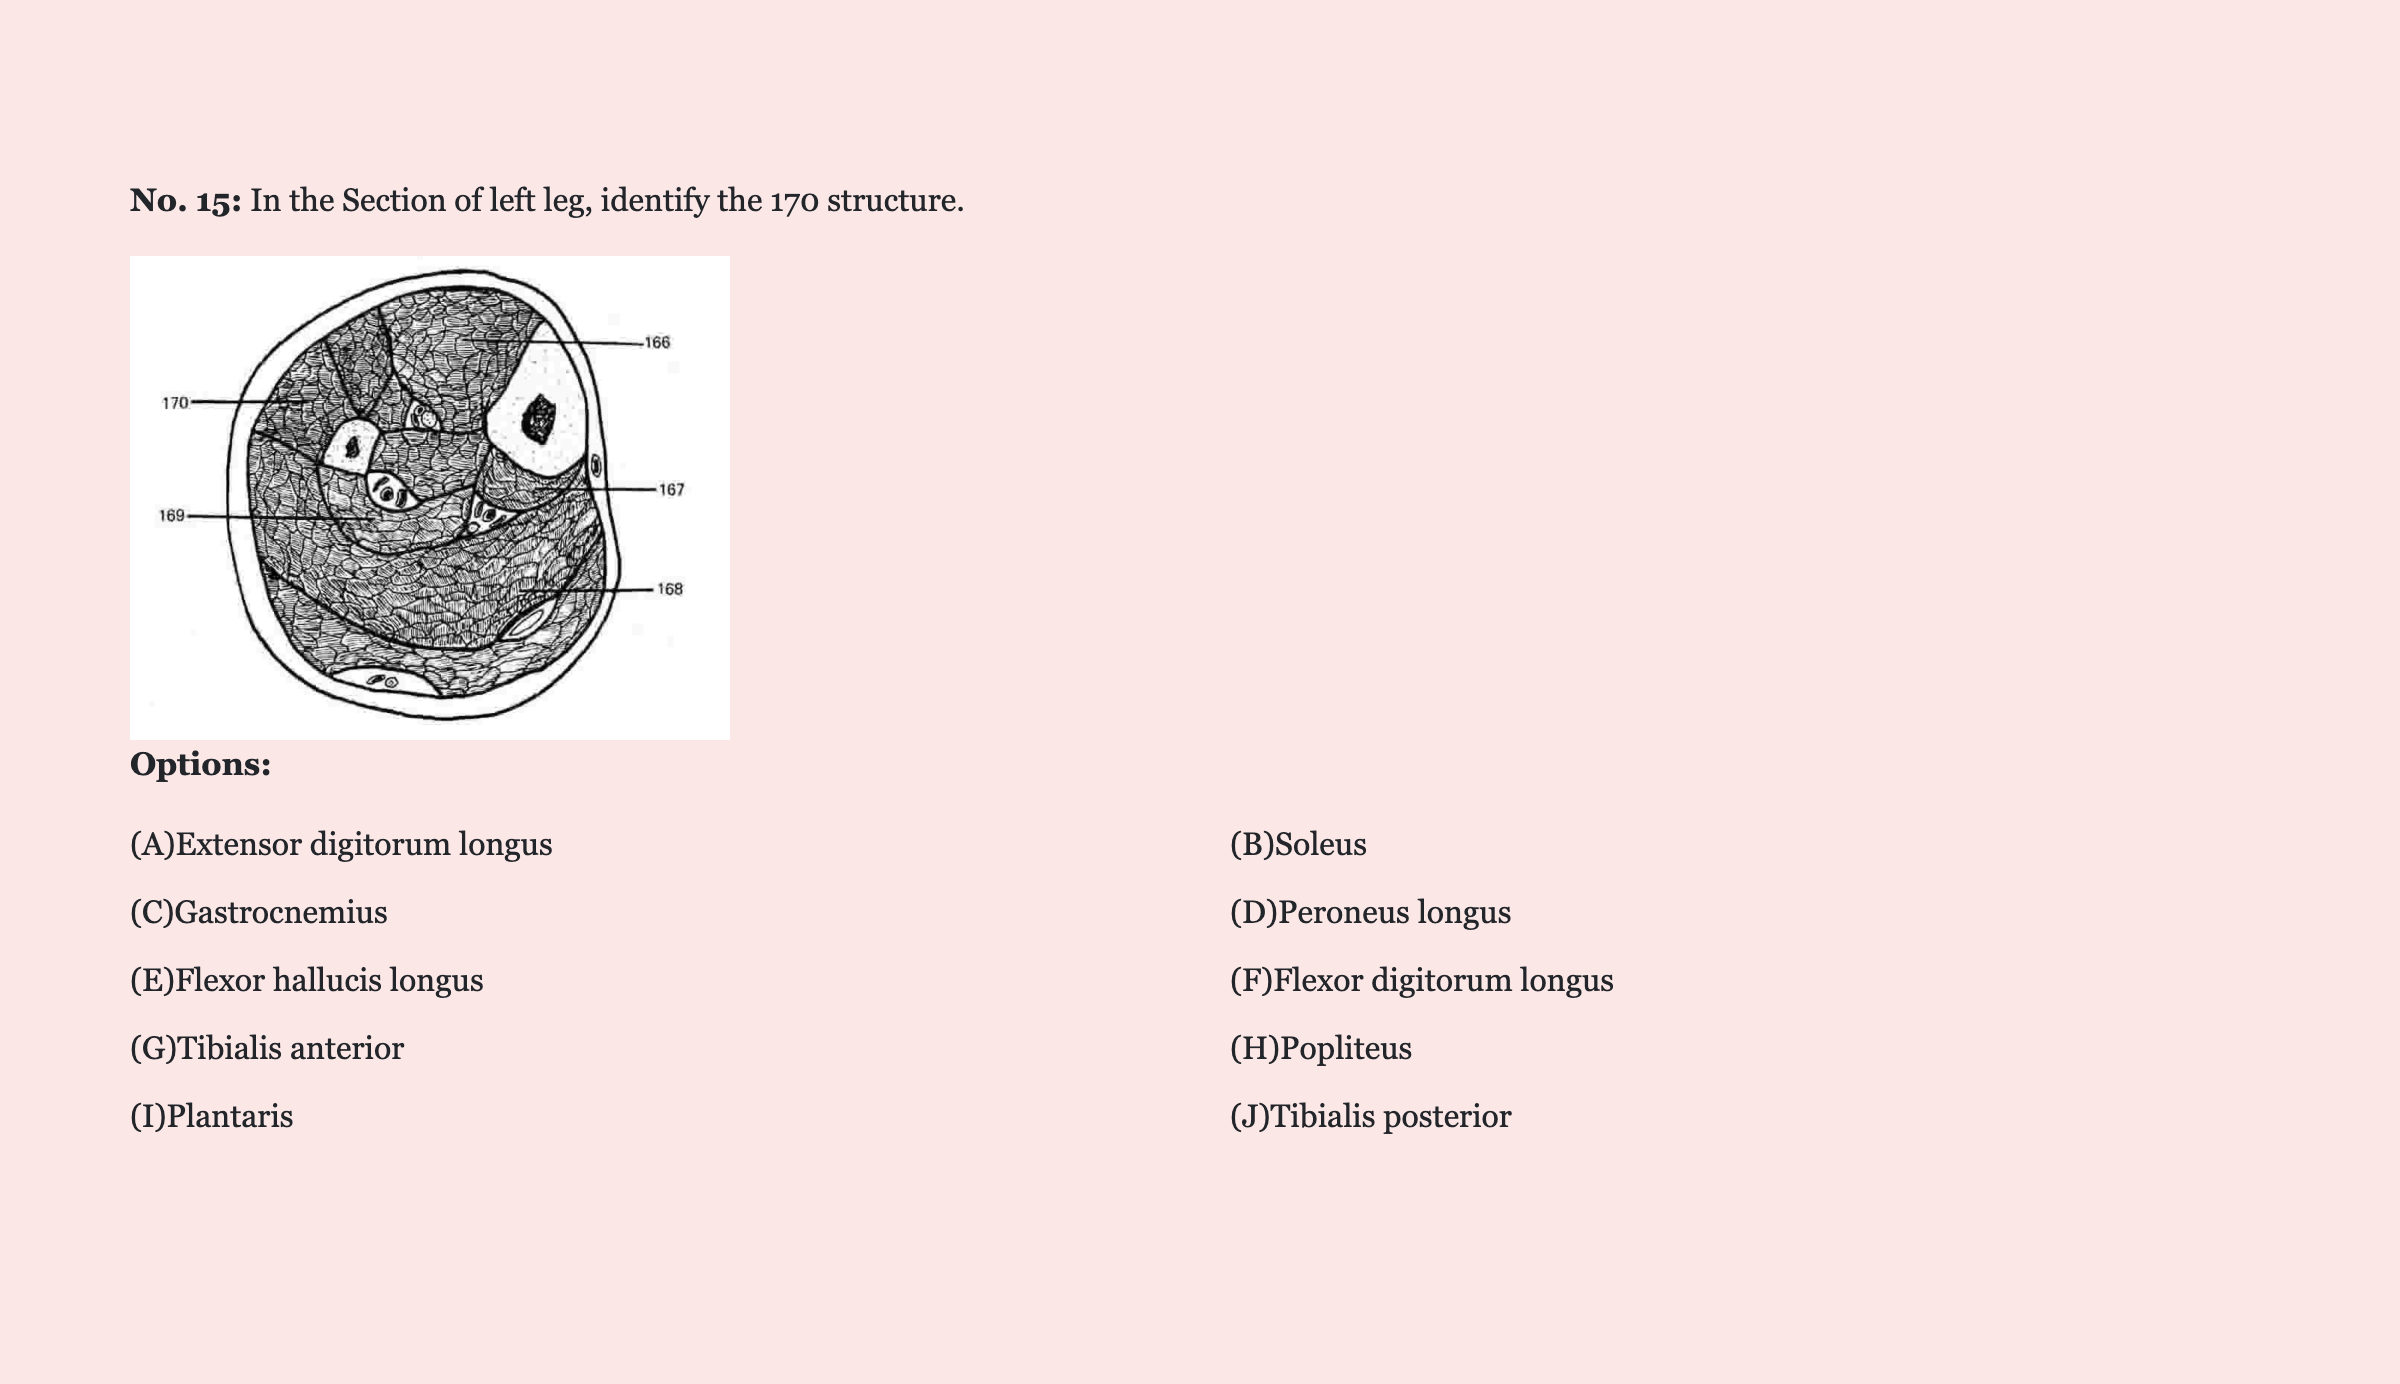 No. 15: In the Section of left leg, identify the 170 structure.
166
170
167
169
168
Options:
(A)Extensor digitorum longus
(B)Soleus
(C)Gastrocnemius
(D)Peroneus longus
(E)Flexor hallucis longus
(F)Flexor digitorum longus
(G)Tibialis anterior
(H)Popliteus
(I)Plantaris
(J)Tibialis posterior